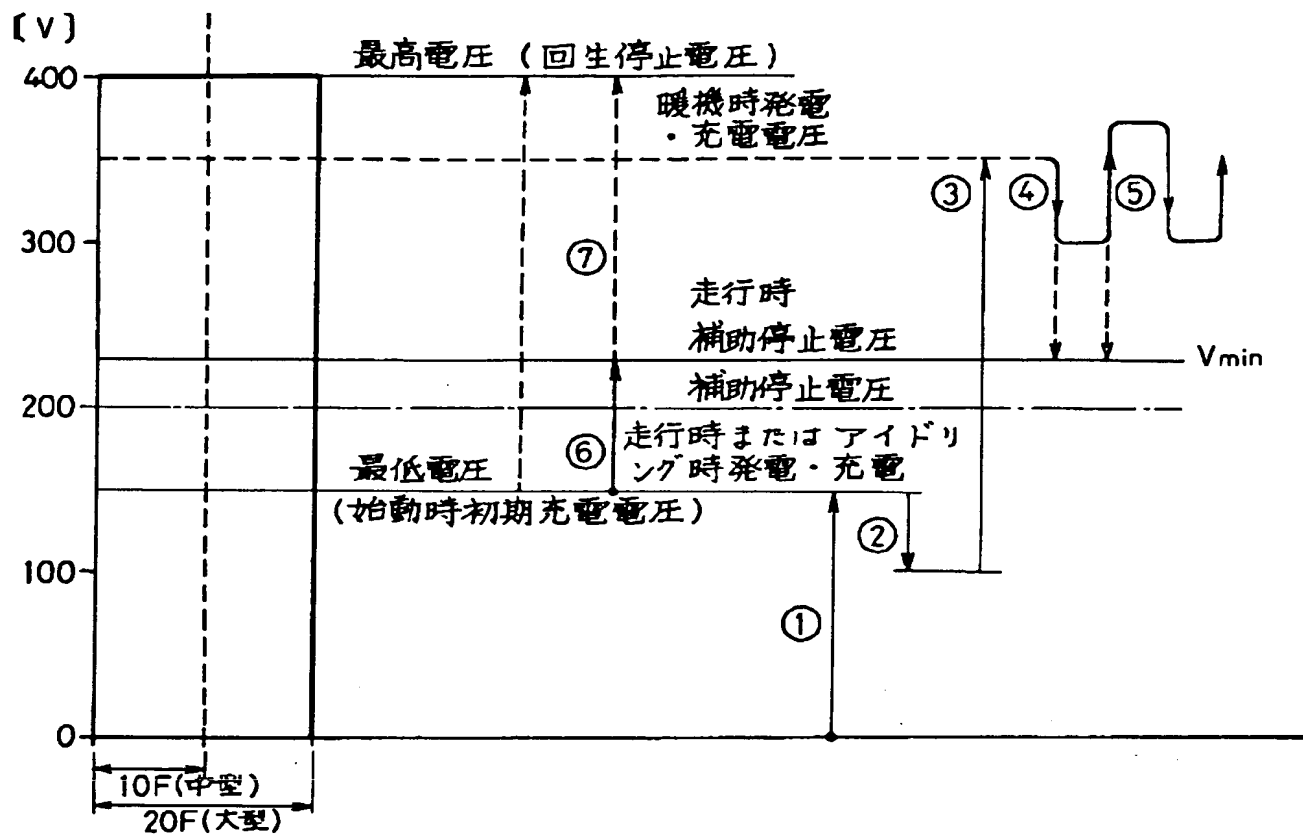 [V]
最高電圧(回生停止電圧)
400
暖機時発電
・充電電圧
③
④
⑤
300
⑦
走行時
補助停止電圧
Vmin
補助停止電圧
200
⑥
走行時またはアイドリ
ング時発電・充電
最低電圧
(始動時初期充電電圧)
②
100
①
0
10F(中型)
20F(大型)